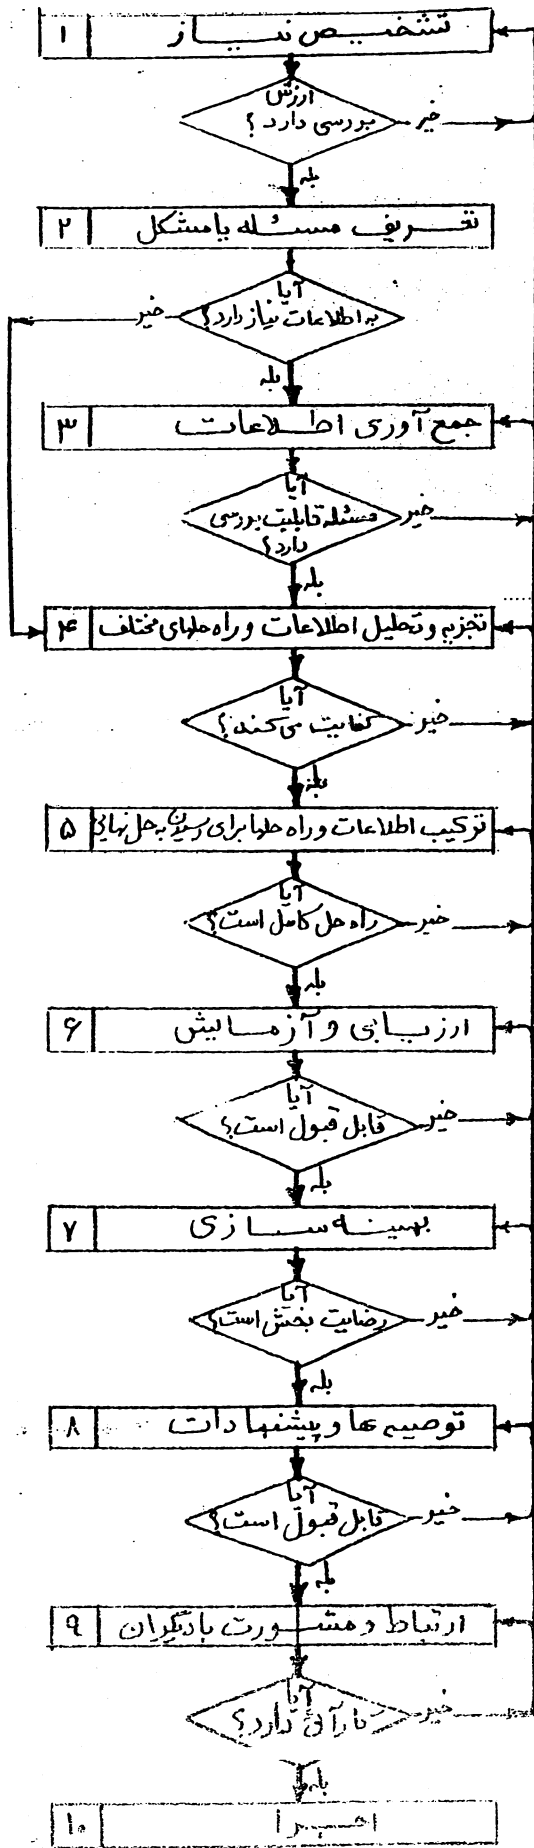 تشخیص نیاز ۱
ارزش
بررسی دارد ؟
خیر
بله
تعریف مسئله یا مشکل ۲
آیا
به اطلاعات نیاز دارد؟
خیر
بله
جمع آوری اطلاعات ۳
آیا
مسئله قابلیت بررسی
دارد؟
خیر
بله
تجزیه و تحلیل اطلاعات و راه حلهای مختلف ۴
آیا
کفایت می کند؟
خیر
بله
ترکیب اطلاعات و راه حلها برای رسیدن به حل نهایی ۵
آیا
راه حل کامل است؟
خیر
بله
ارزیابی و آزمایش ۶
آیا
قابل قبول است؟
خیر
بله
بهینه سازی ۷
آیا
رضایت بخش است؟
خیر
بله
توصیه ها و پیشنهادات ۸
آیا
قابل قبول است؟
خیر
بله
ارتباط و مشورت با دیگران ۹
آیا
کارآئی دارد؟
خیر
بله
اجرا ۱۰